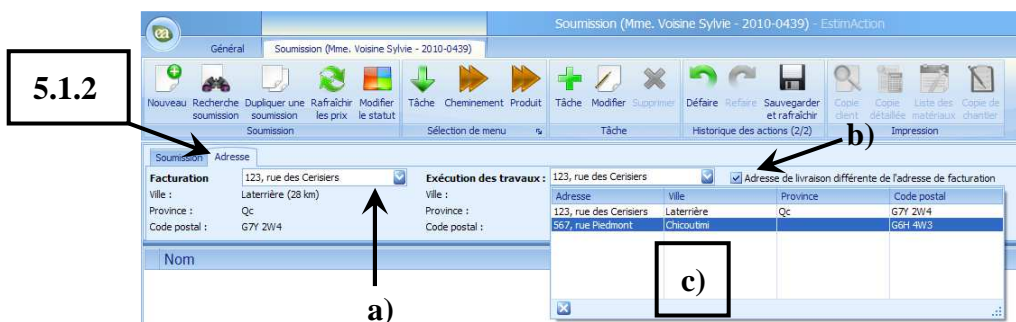 Soumission (Mme. Voisine Sylvie - 2010-0439) - EstimAction
ea
Général Soumission (Mme. Voisine Sylvie - 2010-0439)
5.1.2
Nouveau Recherche soumission Dupliquer une soumission Rafraîchir les prix Modifier le statut Tâche Cheminement Produit Tâche Modifier Supprimer Défaire Refaire Sauvegarder et rafraîchir Copie client Copie détaillée Liste des matériaux Copie de chantier
Soumission Sélection de menu Tâche Historique des actions (2/2) Impression
b)
Soumission Adresse
Facturation 123, rue des Cerisiers Exécution des travaux : 123, rue des Cerisiers Adresse de livraison différente de l'adresse de facturation
Ville : Laterrière (28 km) Ville : Adresse Ville Province Code postal
Province : Qc Province : 123, rue des Cerisiers Laterrière Qc G7Y 2W4
Code postal : G7Y 2W4 Code postal : 567, rue Piedmont Chicoutimi G6H 4W3
Nom
c)
a)